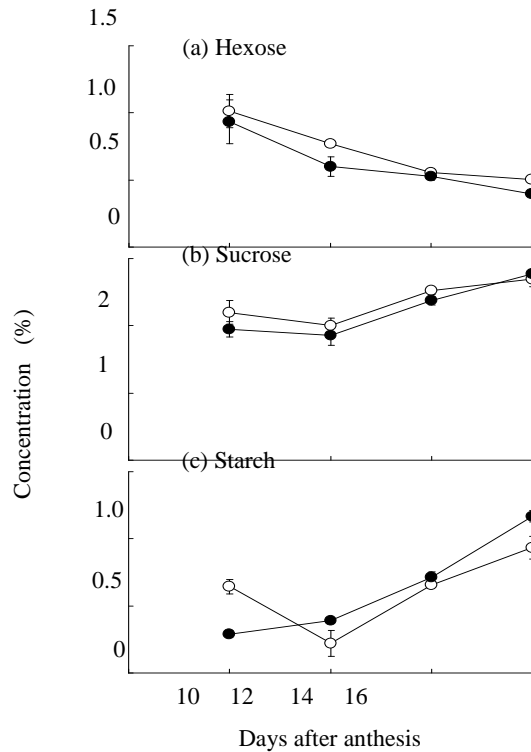 1.5
(a) Hexose
1.0
0.5
0
(b) Sucrose
2
1
0
Concentration (%)
(c) Starch
1.0
0.5
0
10 12 14 16
Days after anthesis